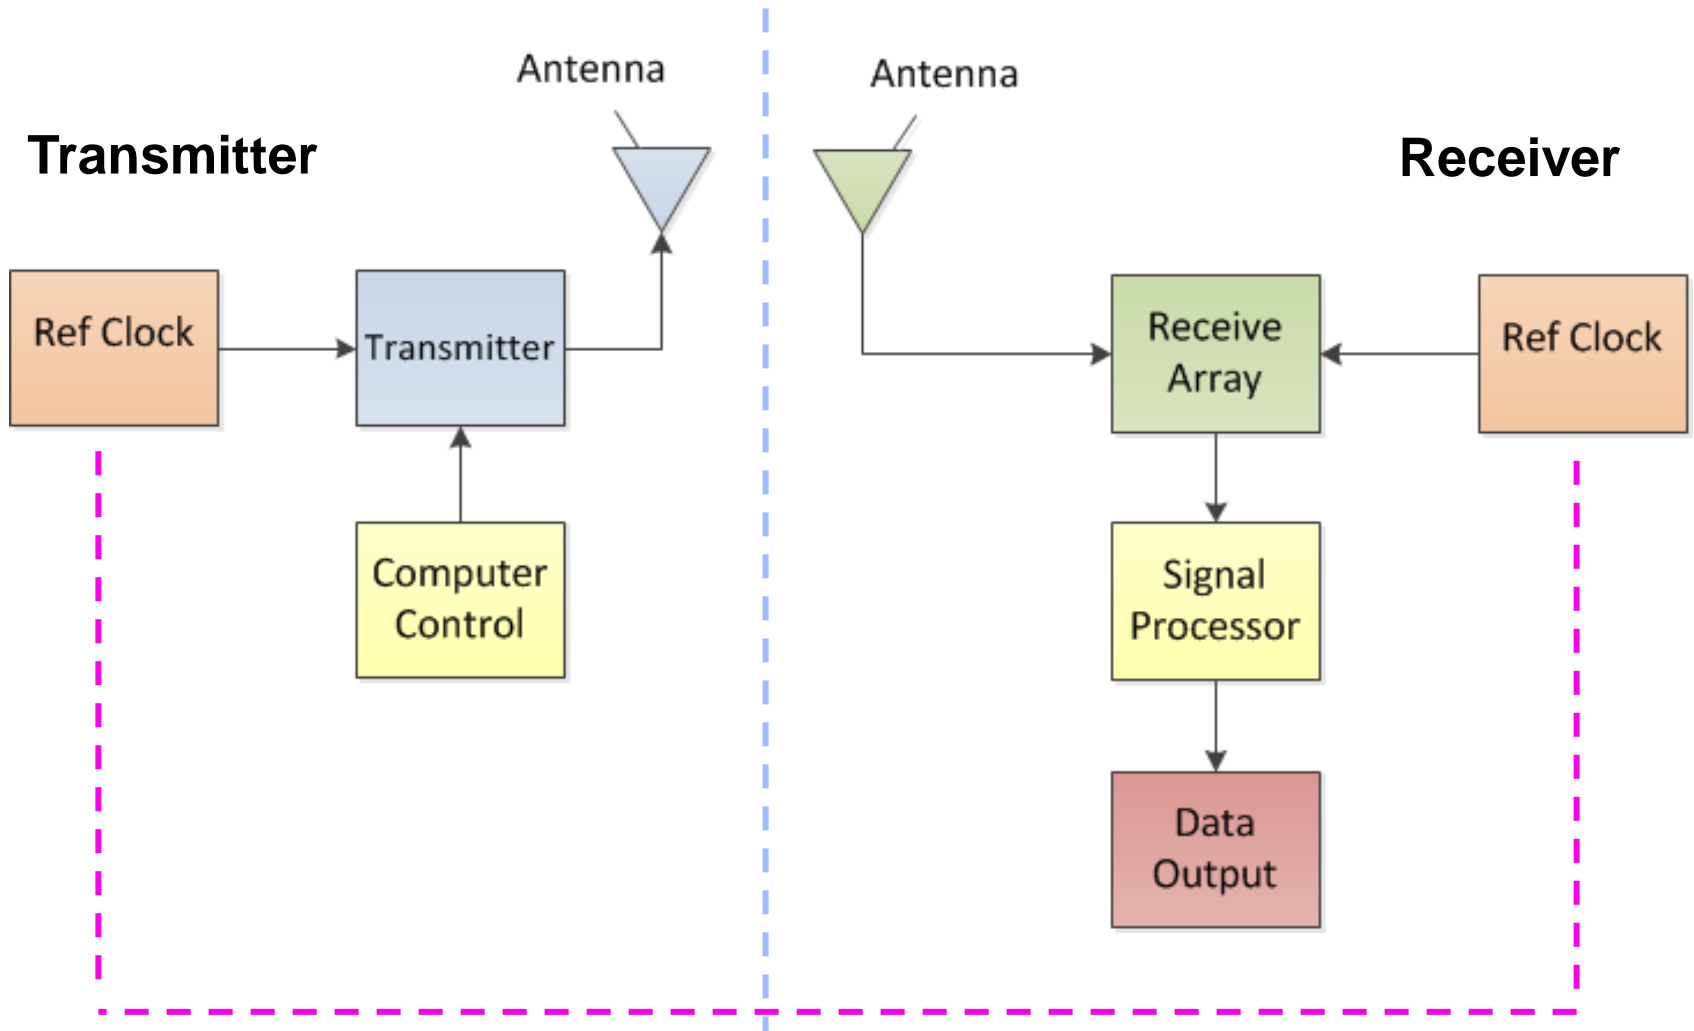 Antenna
Antenna
Transmitter
Receiver
Ref Clock
Transmitter
Receive
Array
Ref Clock
Computer
Control
Signal
Processor
Data
Output